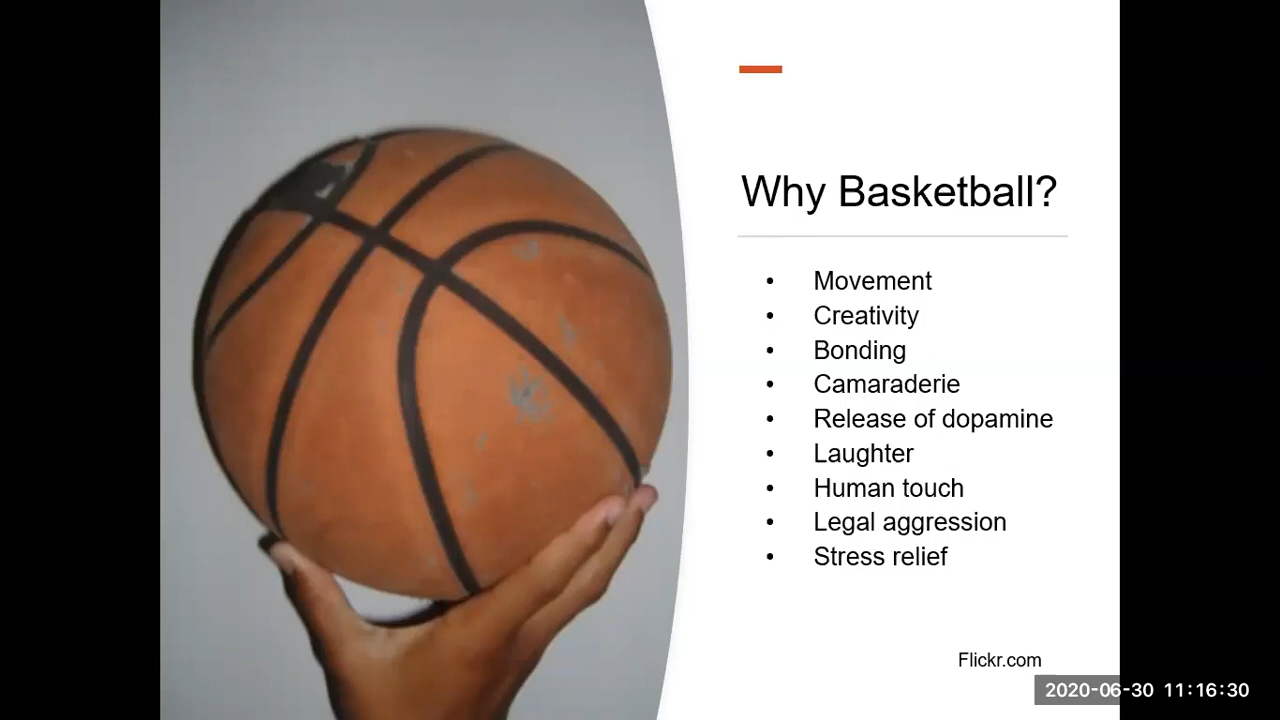 Why Basketball?
• Movement
• Creativity
• Bonding
• Camaraderie
• Release of dopamine
• Laughter
• Human touch
• Legal aggression
• Stress relief
Flickr.com
2020-06-30 11:16:30